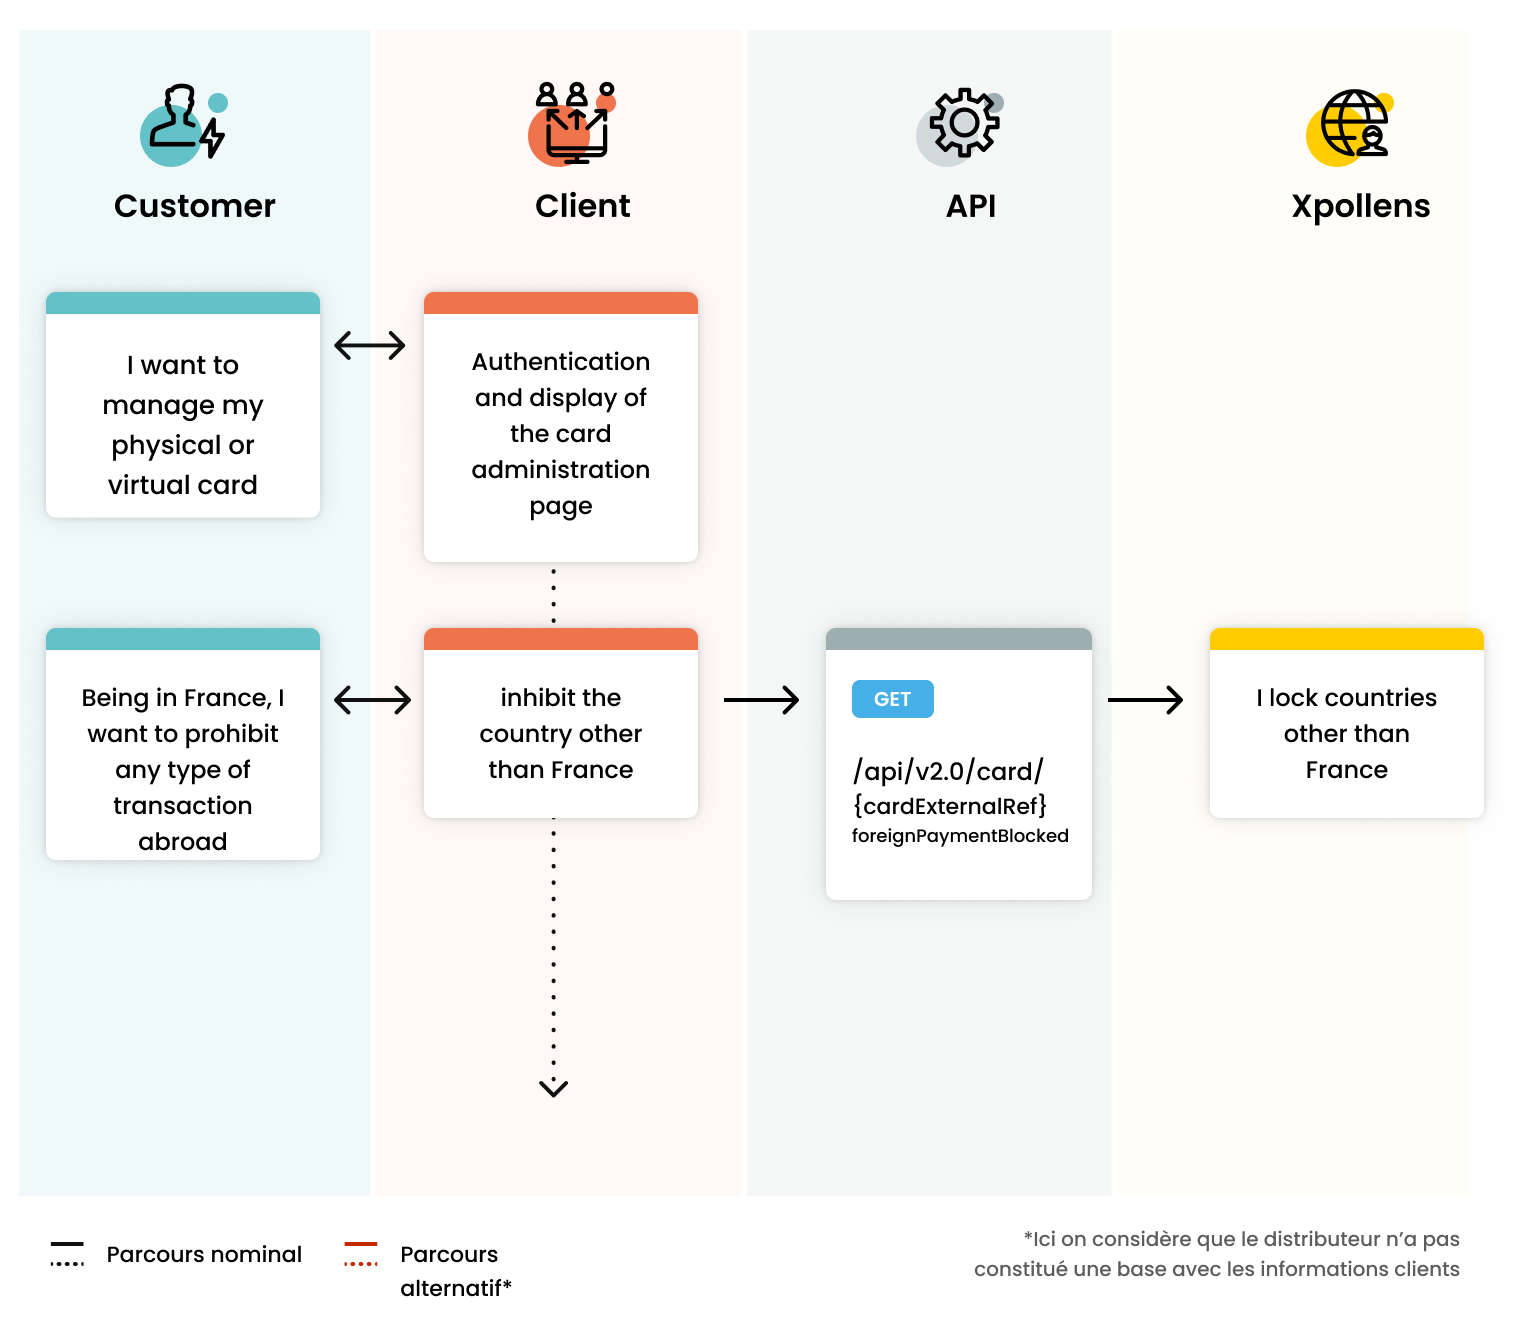 Customer
Client
API
Xpollens
I want to
manage my
physical or
virtual card
Authentication
and display of
the card
administration
page
Being in France, I
want to prohibit
any type of
transaction
abroad
inhibit the
country other
than France
GET
/api/v2.0/card/
{cardExternalRef}
foreignPaymentBlocked
I lock countries
other than
France
Parcours nominal
Parcours
alternatif*
*Ici on considère que le distributeur n’a pas
constitué une base avec les informations clients